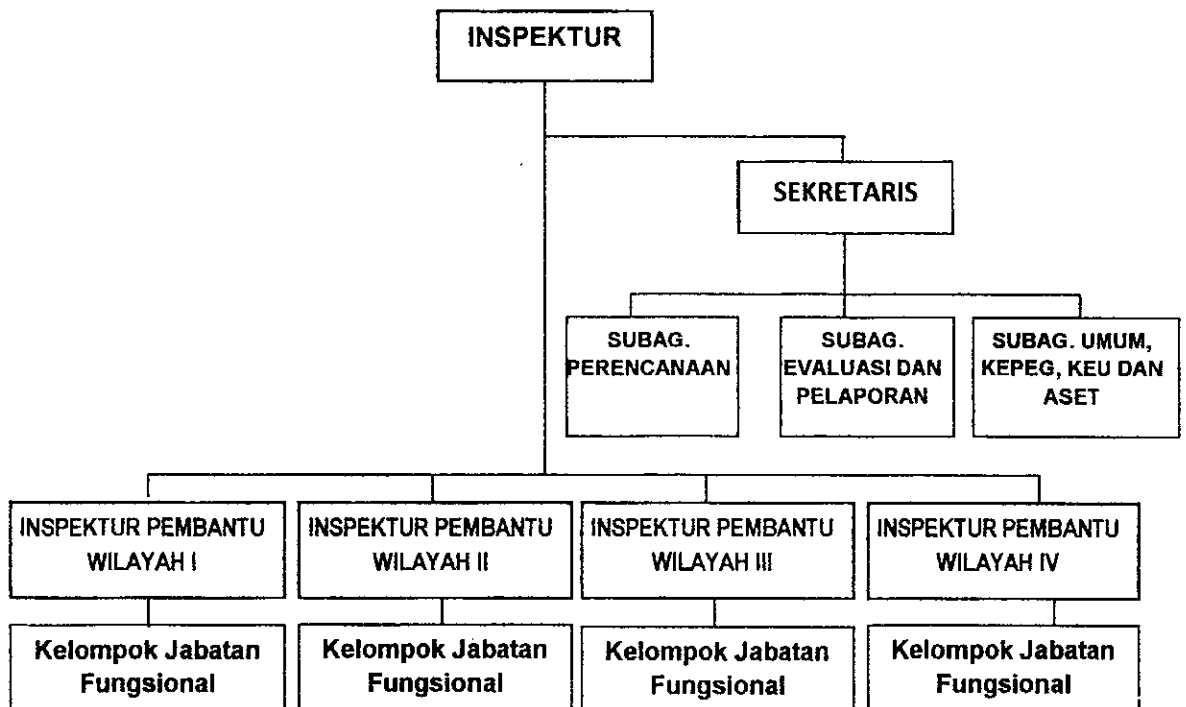 INSPEKTUR
SEKRETARIS
SUBAG.
PERENCANAAN
SUBAG.
EVALUASI DAN
PELAPORAN
SUBAG. UMUM,
KEPEG, KEU DAN
ASET
INSPEKTUR PEMBANTU
WILAYAH I
INSPEKTUR PEMBANTU
WILAYAH II
INSPEKTUR PEMBANTU
WILAYAH III
INSPEKTUR PEMBANTU
WILAYAH IV
Kelompok Jabatan
Fungsional
Kelompok Jabatan
Fungsional
Kelompok Jabatan
Fungsional
Kelompok Jabatan
Fungsional